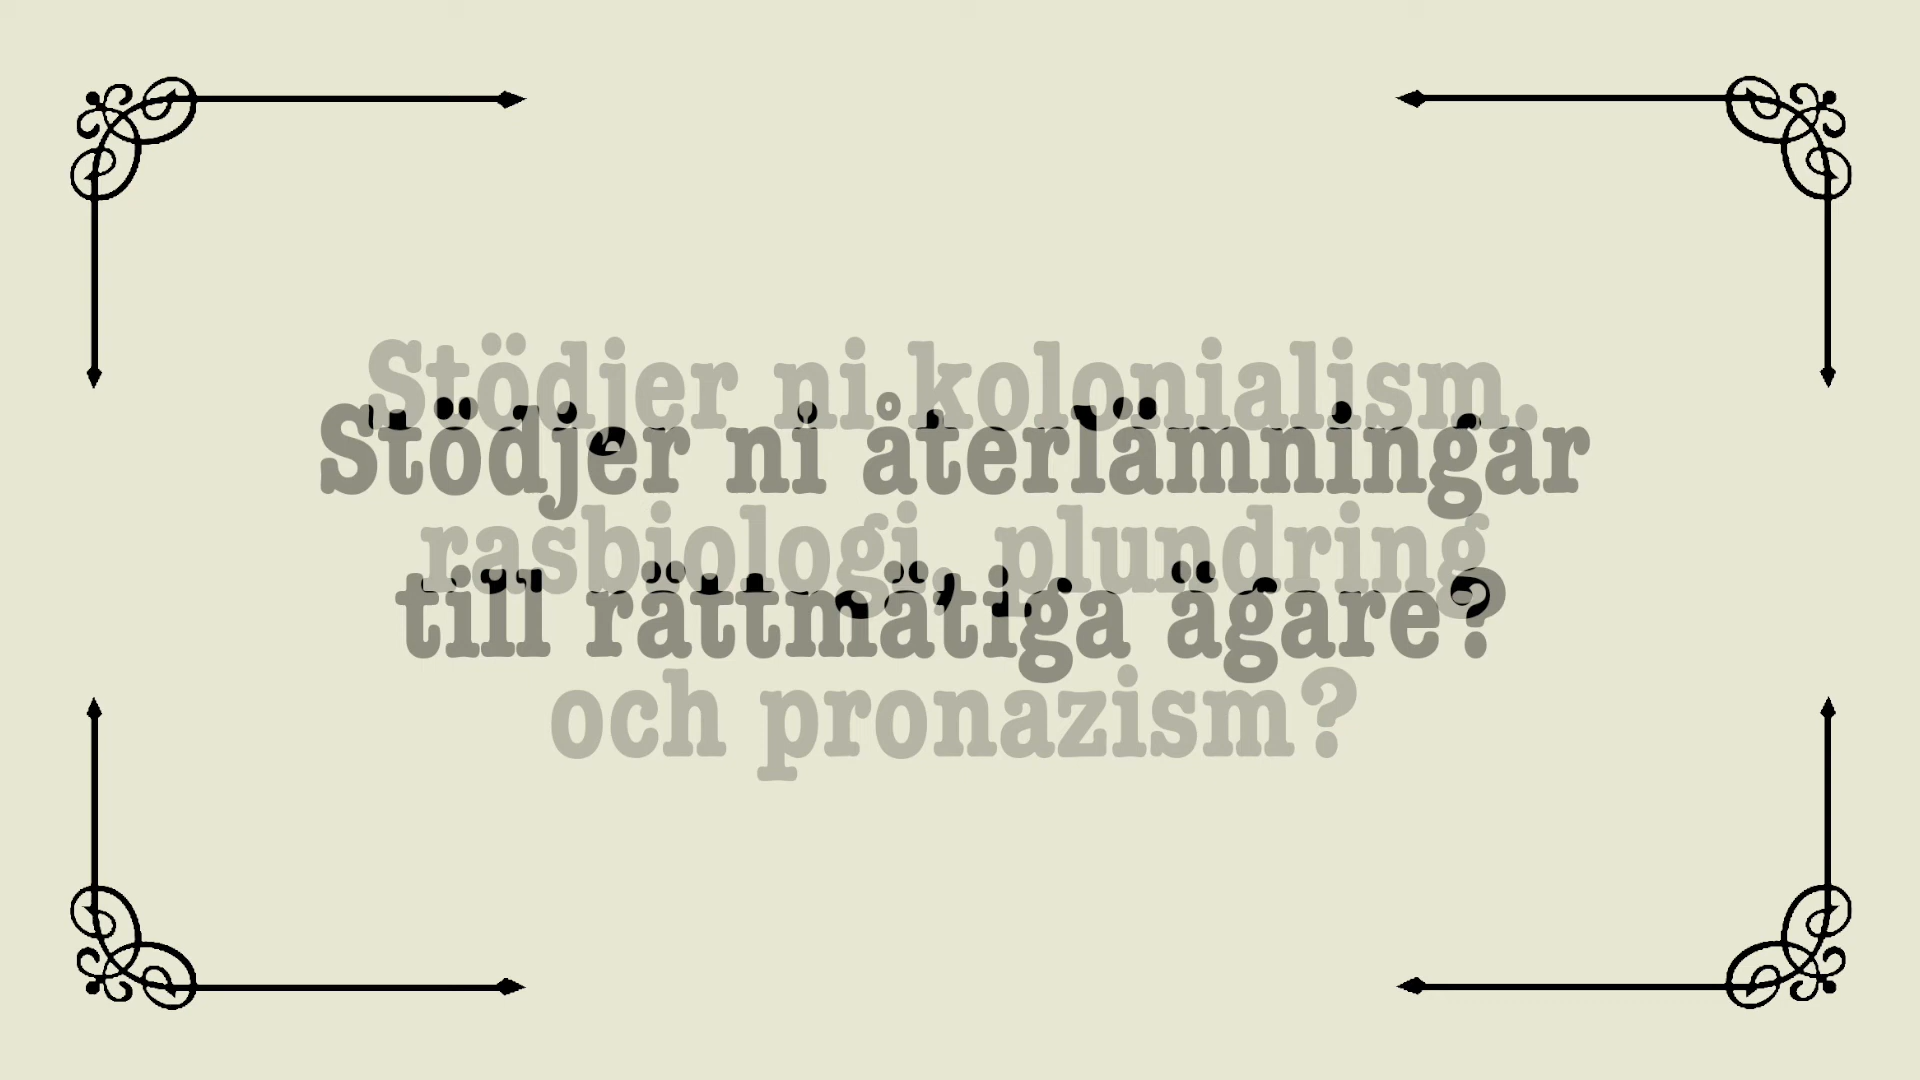 Stödjer ni kolonialism,
rasbiologi, plundring
och pronazism?
Stödjer ni återlämningar
till rättmätiga ägare?